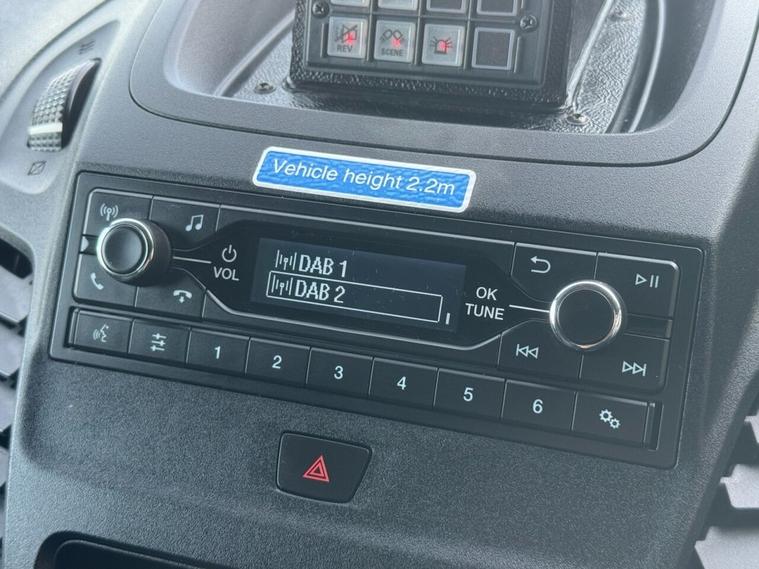 REV
SCENE
Vehicle height 2.2m
VOL
DAB 1
DAB 2
OK
TUNE
1
2
3
4
5
6